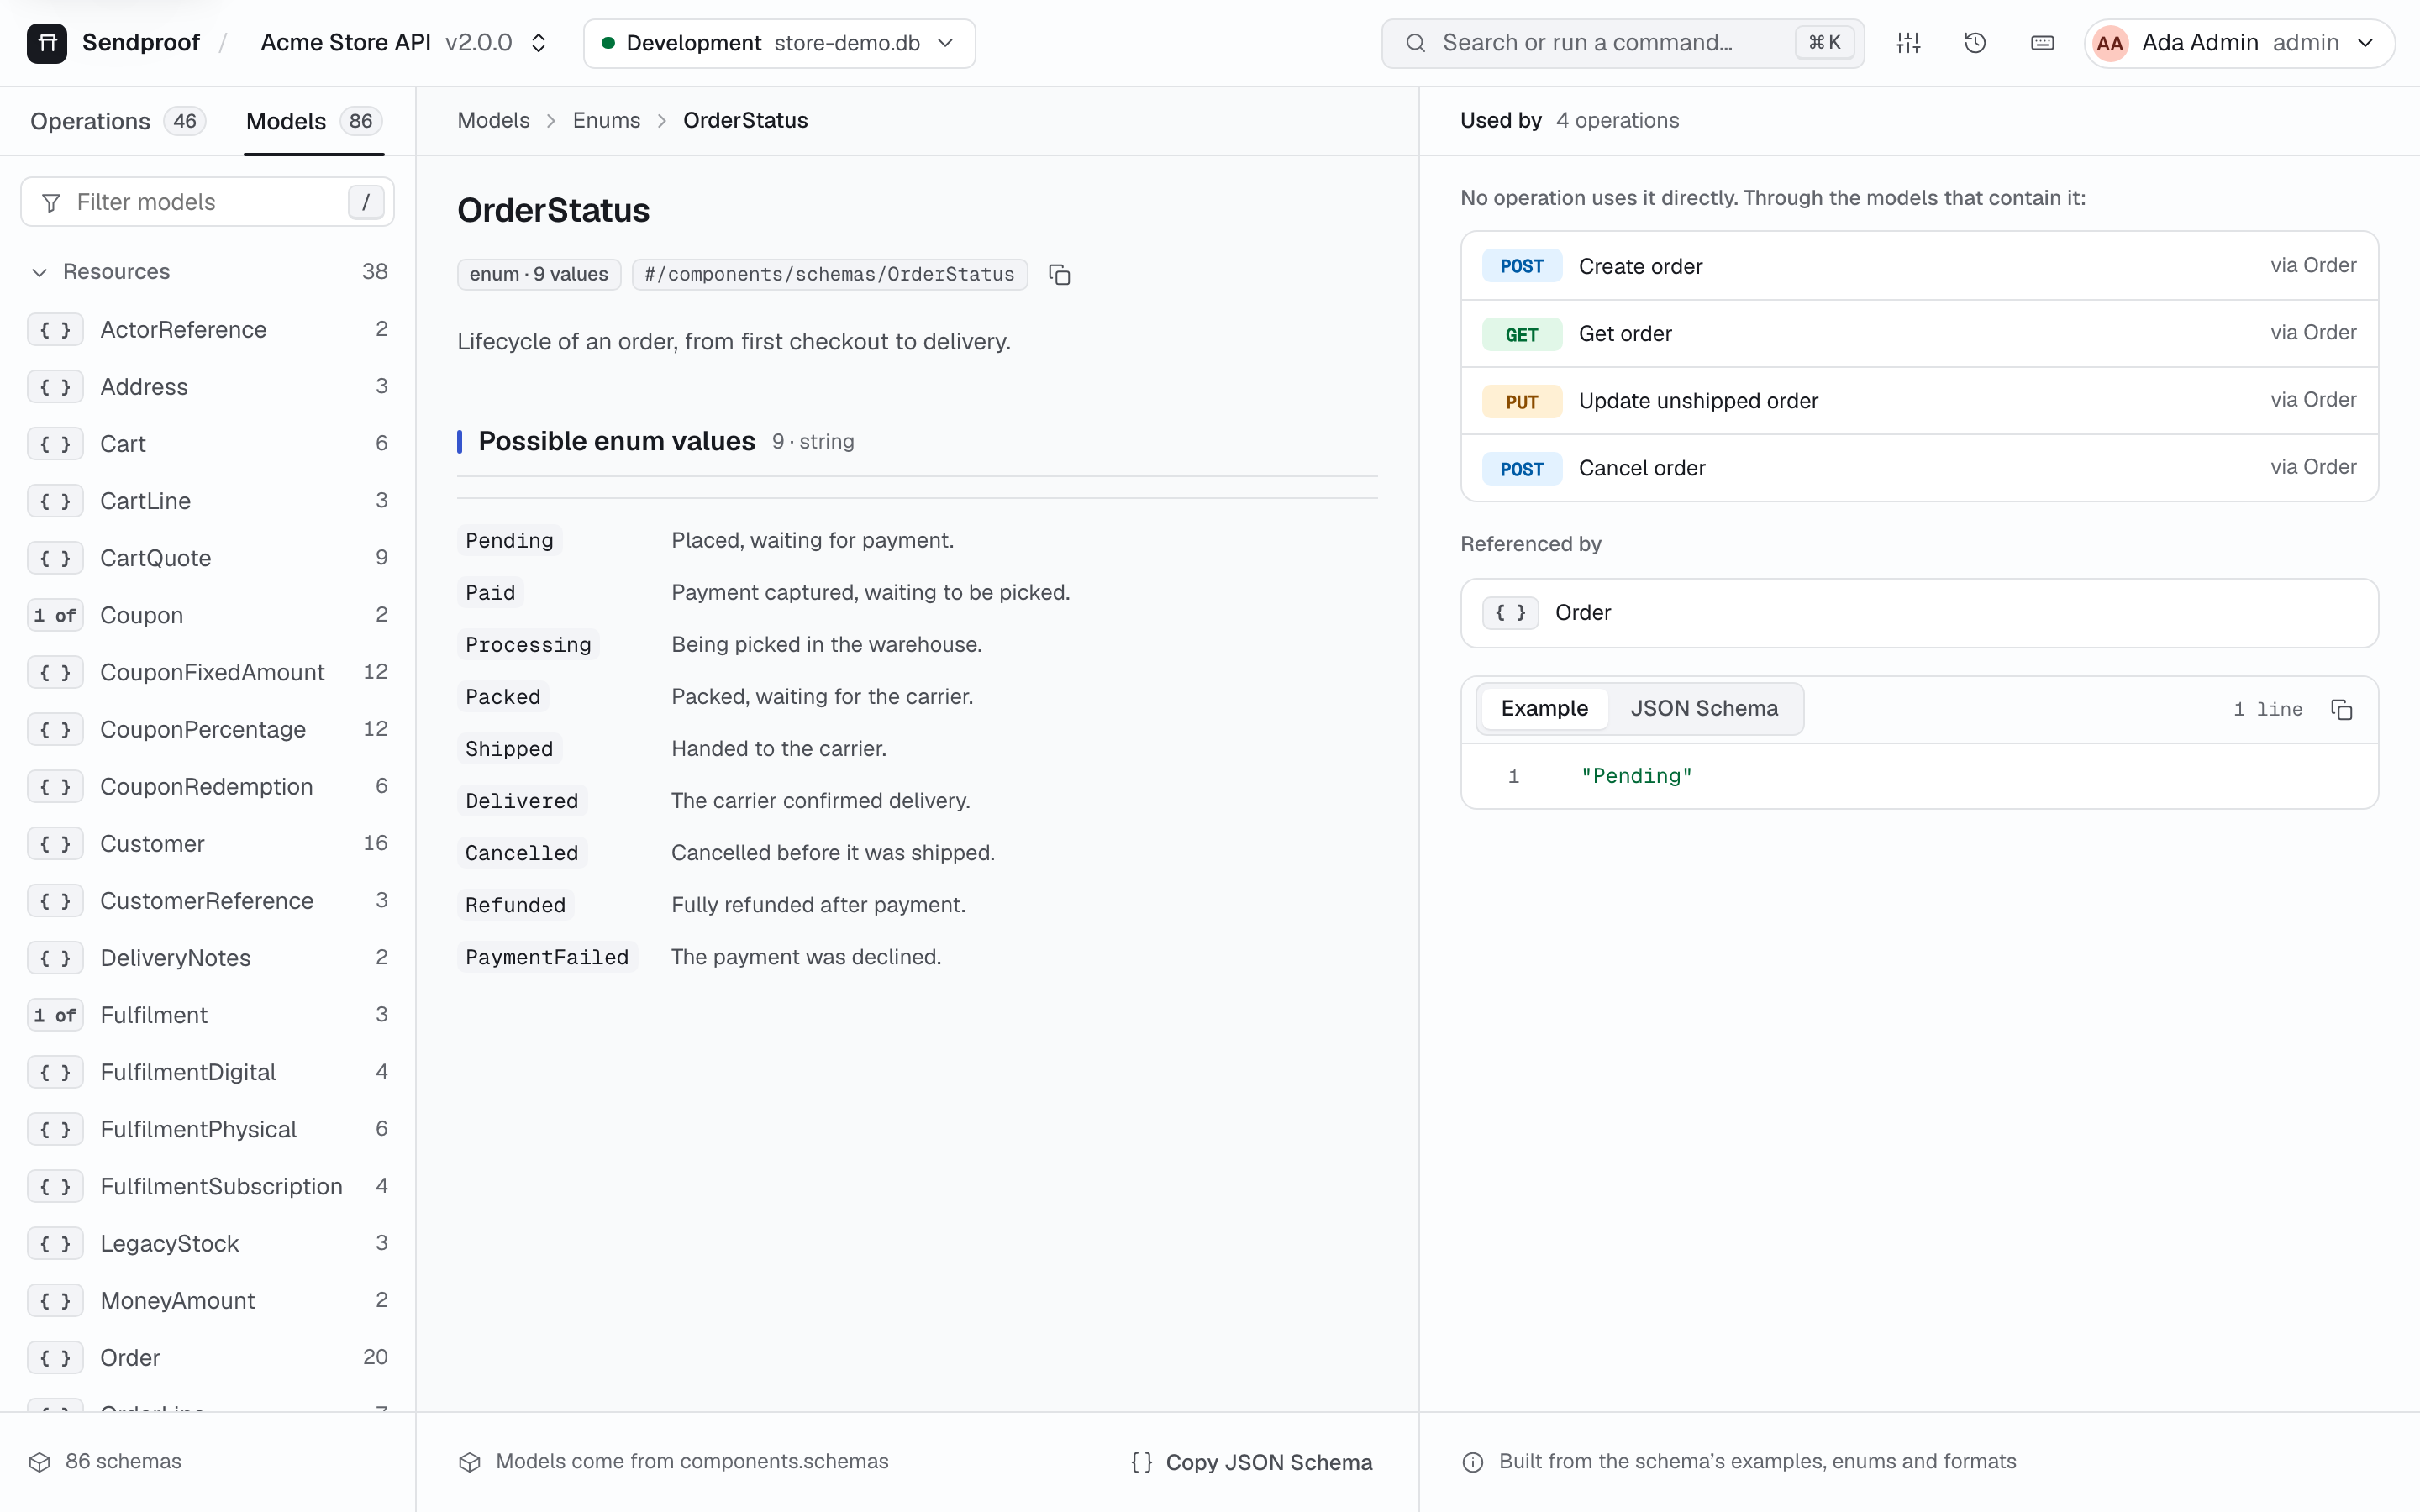 Sendproof / Acme Store API v2.0.0
Development store-demo.db
Search or run a command... ⌘K
AA Ada Admin admin
Operations 46 Models 86
Filter models /
Resources 38
{ } ActorReference 2
{ } Address 3
{ } Cart 6
{ } CartLine 3
{ } CartQuote 9
1 of Coupon 2
{ } CouponFixedAmount 12
{ } CouponPercentage 12
{ } CouponRedemption 6
{ } Customer 16
{ } CustomerReference 3
{ } DeliveryNotes 2
1 of Fulfilment 3
{ } FulfilmentDigital 4
{ } FulfilmentPhysical 6
{ } FulfilmentSubscription 4
{ } LegacyStock 3
{ } MoneyAmount 2
{ } Order 20
86 schemas
Models > Enums > OrderStatus
OrderStatus
enum · 9 values #/components/schemas/OrderStatus
Lifecycle of an order, from first checkout to delivery.
Possible enum values 9 · string
Pending Placed, waiting for payment.
Paid Payment captured, waiting to be picked.
Processing Being picked in the warehouse.
Packed Packed, waiting for the carrier.
Shipped Handed to the carrier.
Delivered The carrier confirmed delivery.
Cancelled Cancelled before it was shipped.
Refunded Fully refunded after payment.
PaymentFailed The payment was declined.
Models come from components.schemas
{ } Copy JSON Schema
Used by 4 operations
No operation uses it directly. Through the models that contain it:
POST Create order via Order
GET Get order via Order
PUT Update unshipped order via Order
POST Cancel order via Order
Referenced by
{ } Order
Example JSON Schema 1 line
1 "Pending"
Built from the schema’s examples, enums and formats